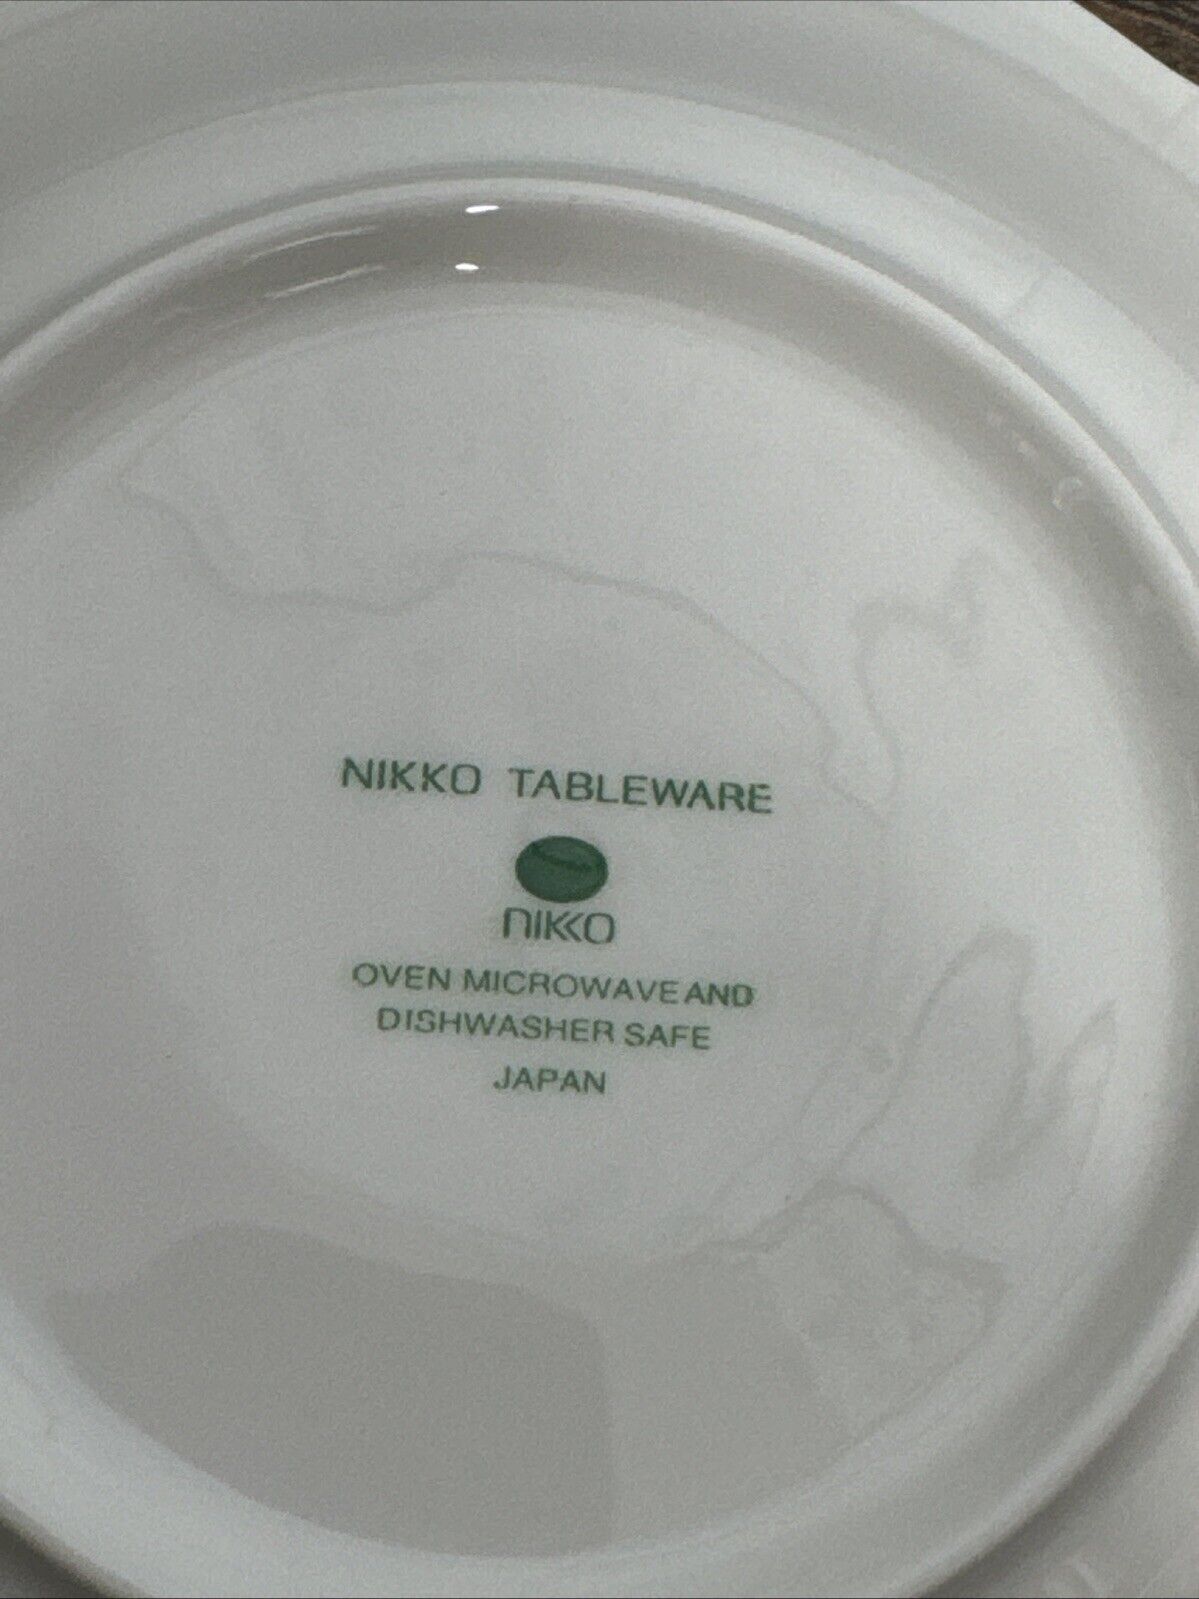 NIKKO TABLEWARE
NIKKO
OVEN MICROWAVE AND
DISHWASHER SAFE
JAPAN